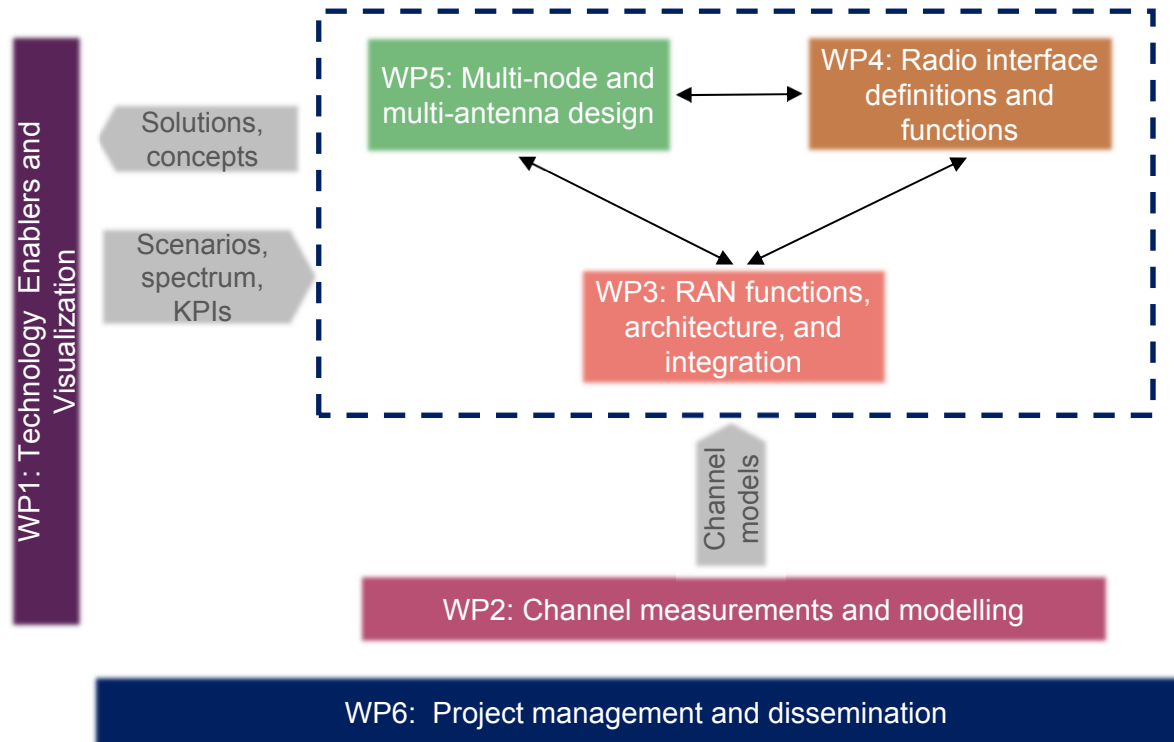 WP1: Technology  Enablers and
Visualization
Solutions,
concepts
Scenarios,
spectrum,
KPIs
WP5: Multi-node and
multi-antenna design
WP4: Radio interface
definitions and
functions
WP3: RAN functions,
architecture, and
integration
Channel
models
WP2: Channel measurements and modelling
WP6:  Project management and dissemination